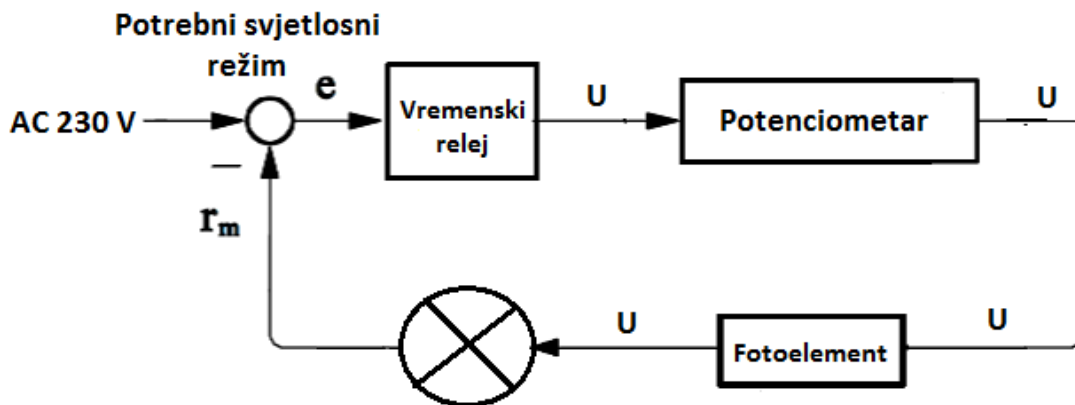 Potrebni svjetlosni
režim
AC 230 V
e
Vremenski
relej
U
Potenciometar
U
—
rm
U
Fotoelement
U